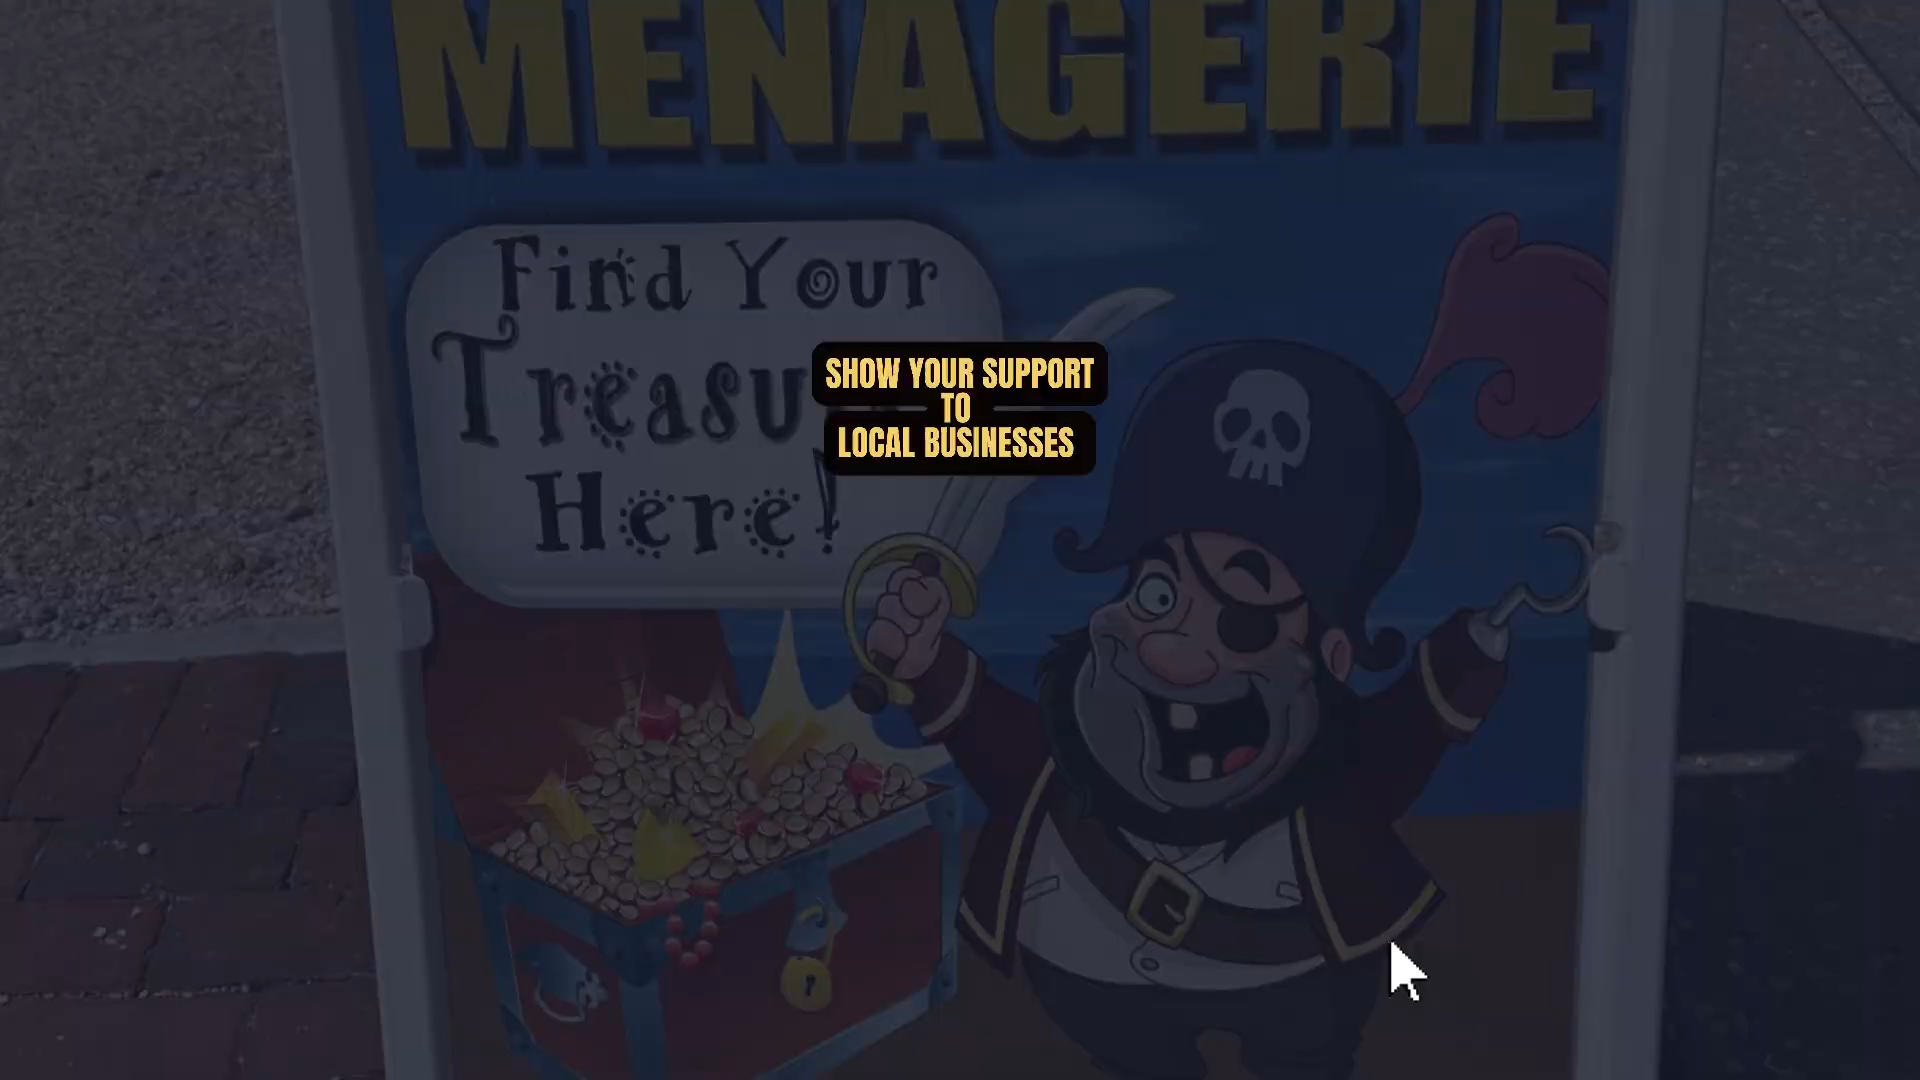 MENAGERIE
Find Your
Treasu
Here!
SHOW YOUR SUPPORT
TO
LOCAL BUSINESSES